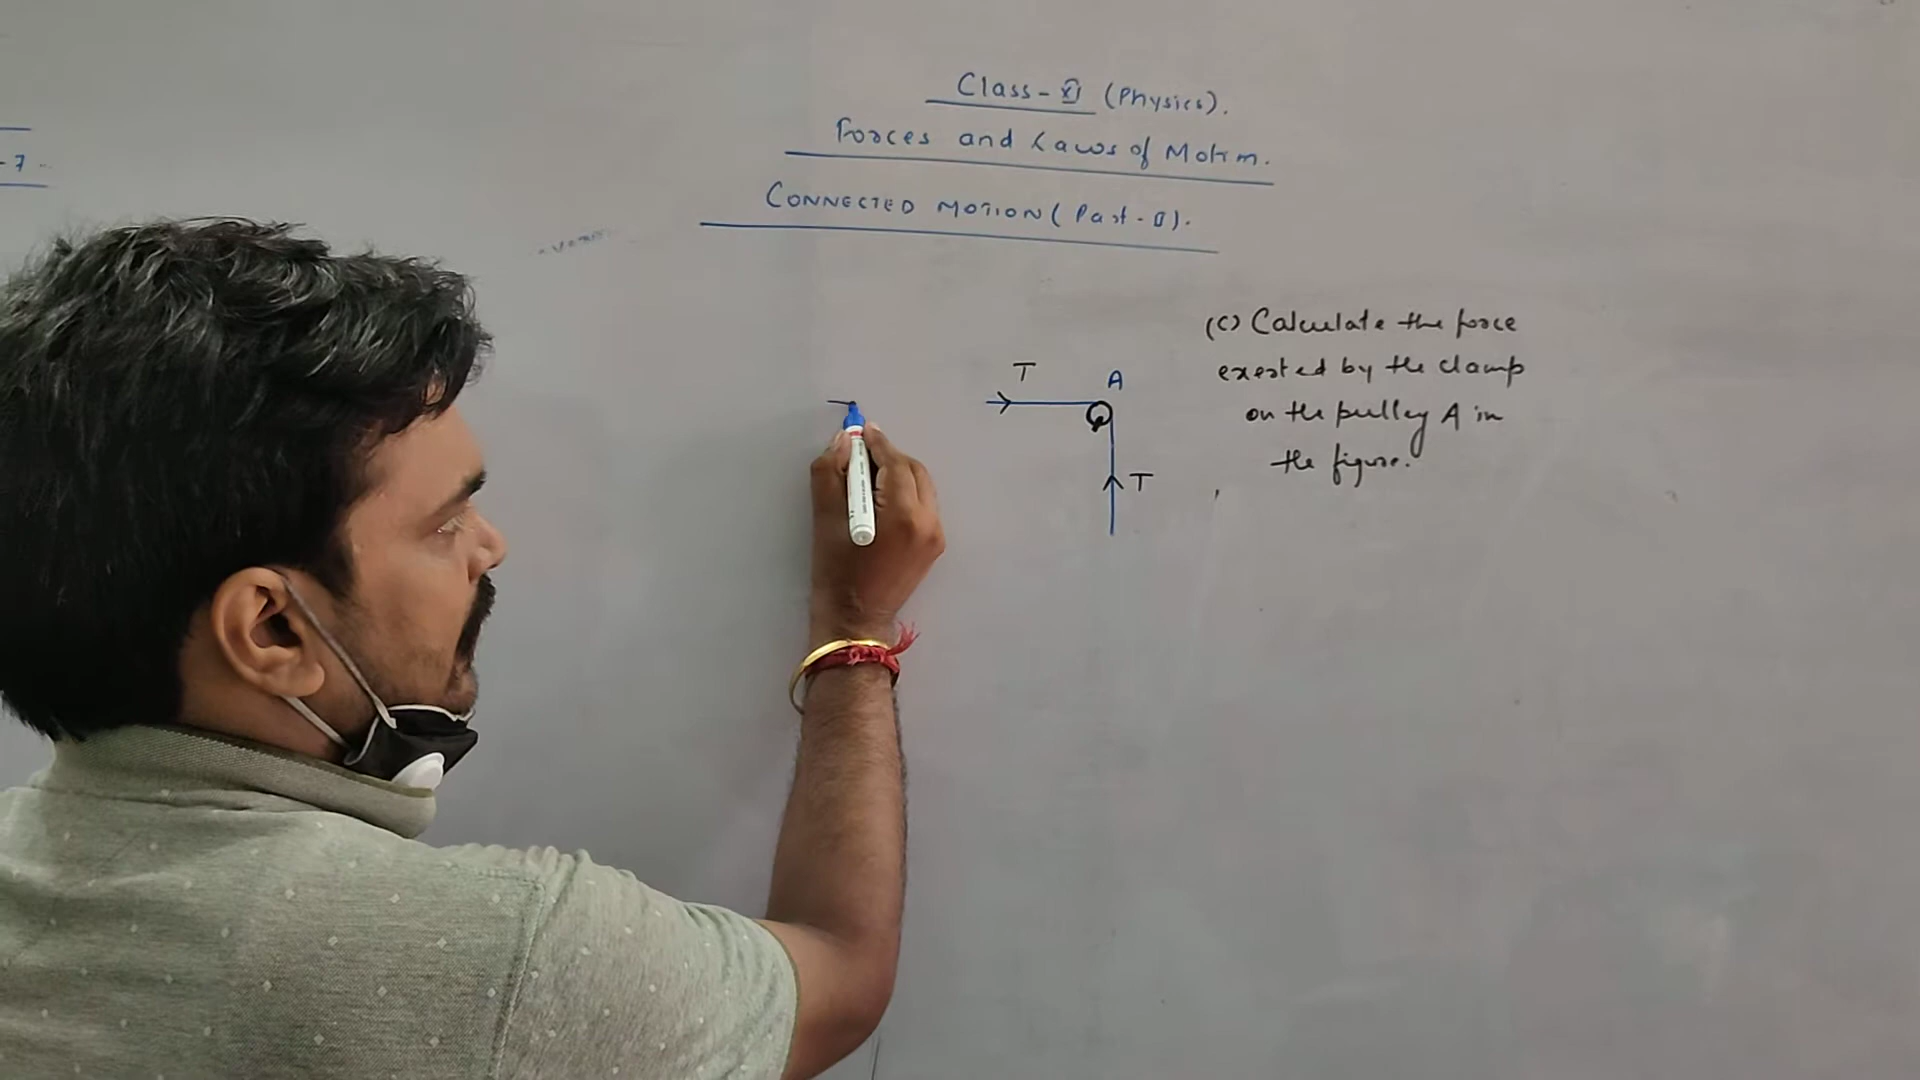 Class-XI (Physics).
Forces and Laws of Motion.
CONNECTED MOTION (Part-II).
-7
(c) Calculate the force
exerted by the clamp
on the pulley A in
the figure.
T
A
T